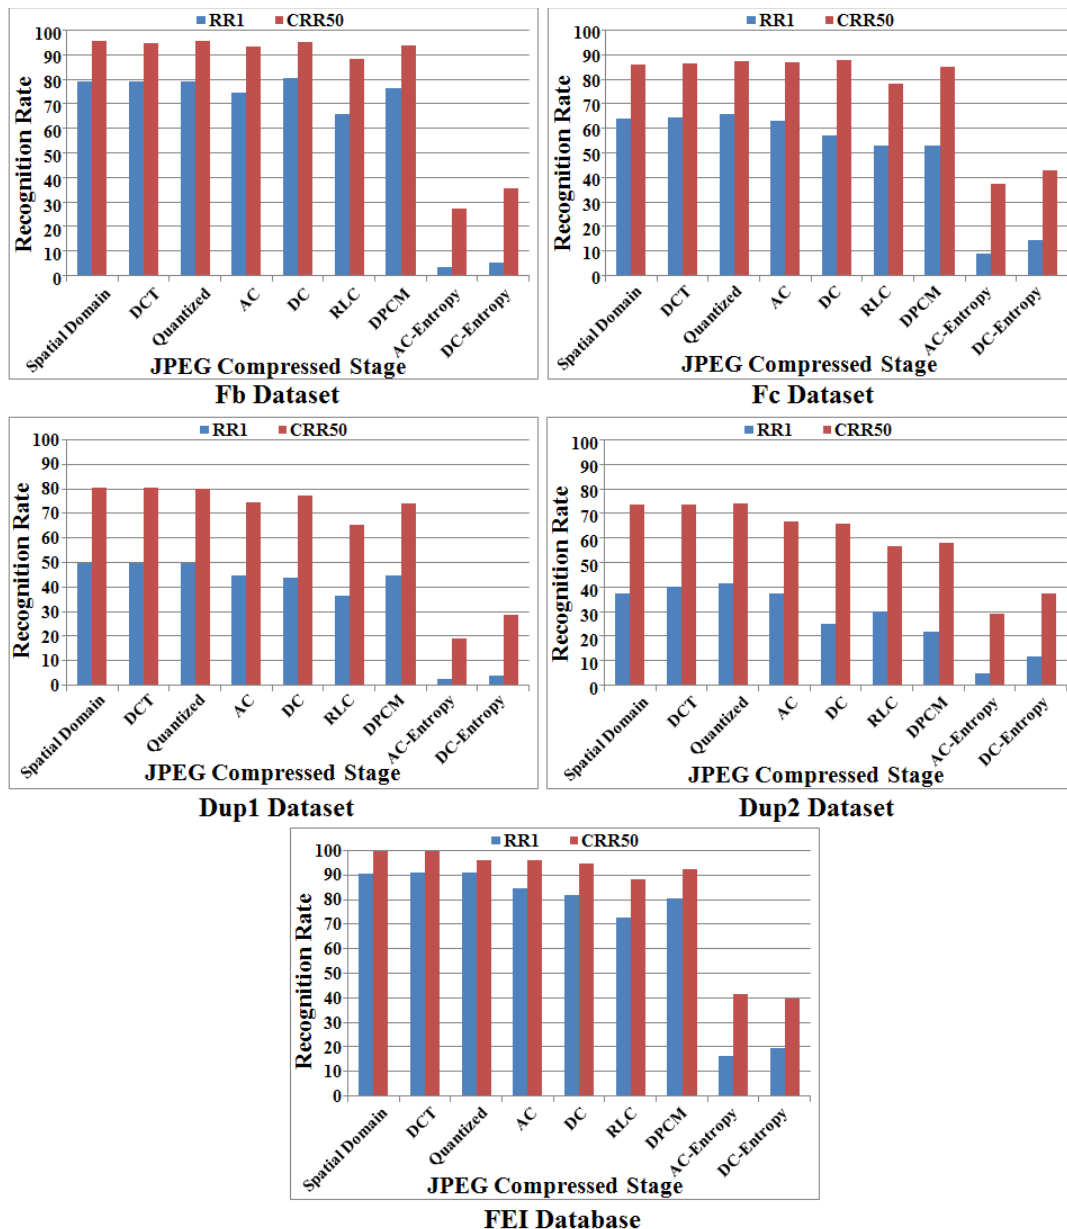 RR1 CRR50
Recognition Rate
100
90
80
70
60
50
40
30
20
10
0
Spatial Domain
DCT
Quantized
AC
DC
RLC
DPCM
AC-Entropy
DC-Entropy
JPEG Compressed Stage
Fb Dataset
RR1 CRR50
Recognition Rate
100
90
80
70
60
50
40
30
20
10
0
Spatial Domain
DCT
Quantized
AC
DC
RLC
DPCM
AC-Entropy
DC-Entropy
JPEG Compressed Stage
Fc Dataset
RR1 CRR50
Recognition Rate
100
90
80
70
60
50
40
30
20
10
0
Spatial Domain
DCT
Quantized
AC
DC
RLC
DPCM
AC-Entropy
DC-Entropy
JPEG Compressed Stage
Dup1 Dataset
RR1 CRR50
Recognition Rate
100
90
80
70
60
50
40
30
20
10
0
Spatial Domain
DCT
Quantized
AC
DC
RLC
DPCM
AC-Entropy
DC-Entropy
JPEG Compressed Stage
Dup2 Dataset
RR1 CRR50
Recognition Rate
100
90
80
70
60
50
40
30
20
10
0
Spatial Domain
DCT
Quantized
AC
DC
RLC
DPCM
AC-Entropy
DC-Entropy
JPEG Compressed Stage
FEI Database